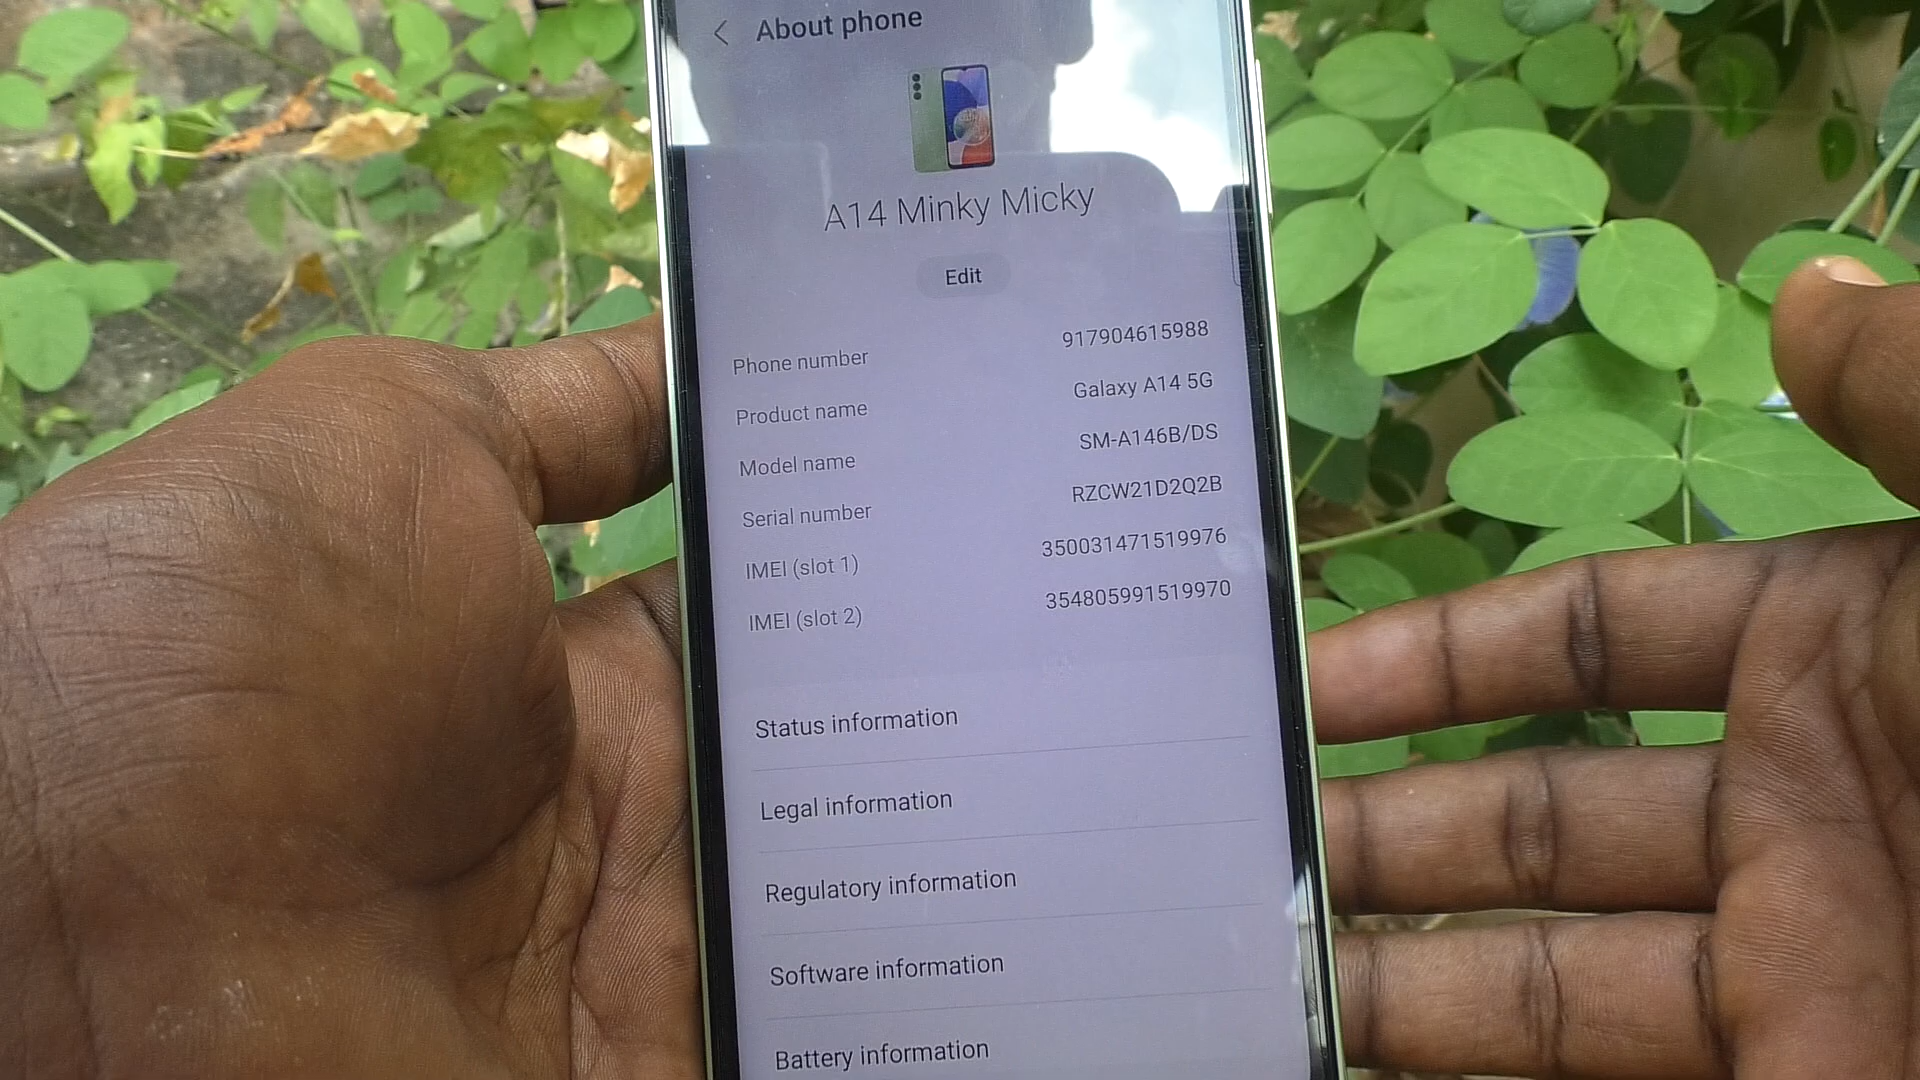 About phone
A14 Minky Micky
Edit
Phone number 917904615988
Product name Galaxy A14 5G
Model name SM-A146B/DS
Serial number RZCW21D2Q2B
IMEI (slot 1) 350031471519976
IMEI (slot 2) 354805991519970
Status information
Legal information
Regulatory information
Software information
Battery information